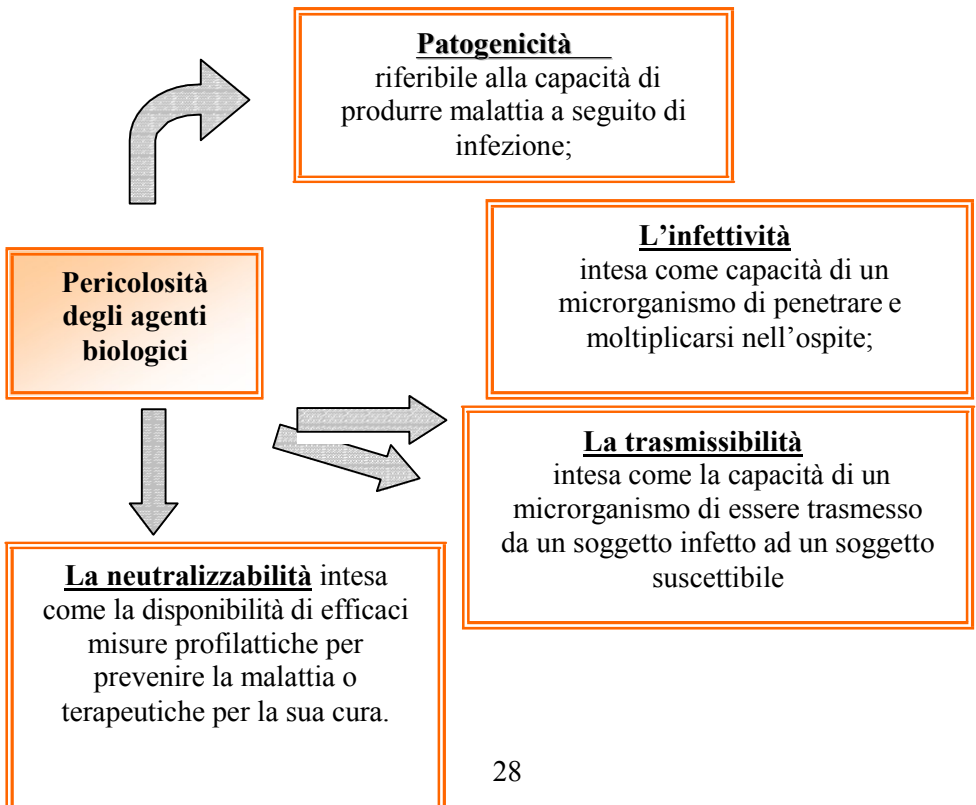 Patogenicità
riferibile alla capacità di
produrre malattia a seguito di
infezione;
L’infettività
intesa come capacità di un
microrganismo di penetrare e
moltiplicarsi nell’ospite;
Pericolosità
degli agenti
biologici
La trasmissibilità
intesa come la capacità di un
microrganismo di essere trasmesso
da un soggetto infetto ad un soggetto
suscettibile
La neutralizzabilità intesa
come la disponibilità di efficaci
misure profilattiche per
prevenire la malattia o
terapeutiche per la sua cura.
28